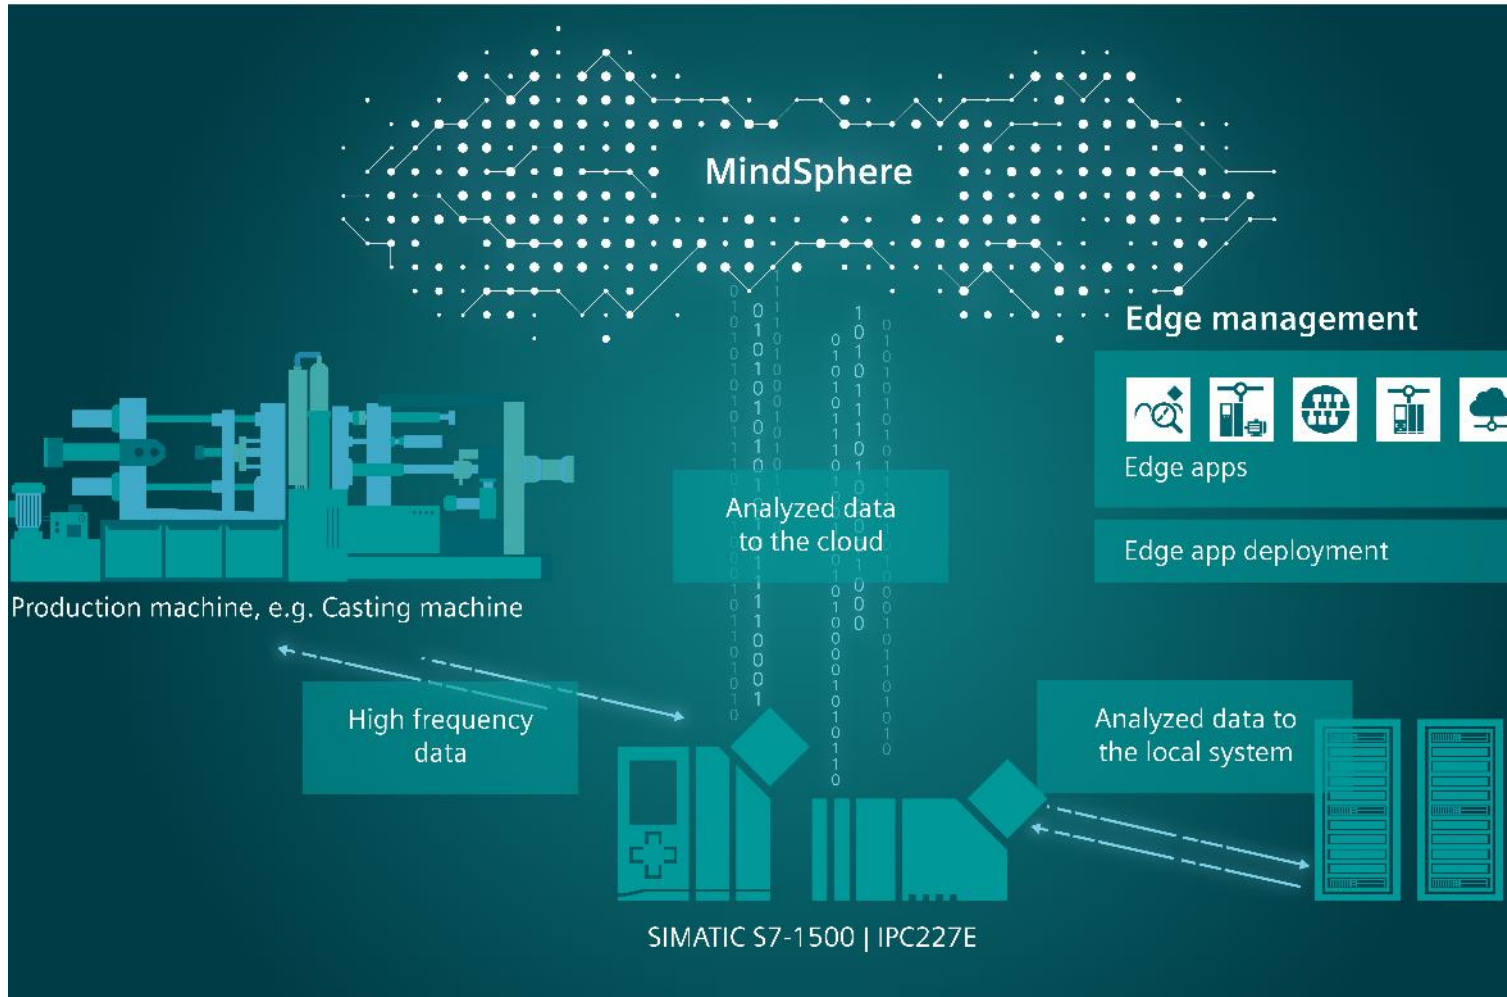 MindSphere
Edge management
Edge apps
Edge app deployment
Analyzed data
to the cloud
Production machine, e.g. Casting machine
High frequency
data
Analyzed data to
the local system
SIMATIC S7-1500 | IPC227E